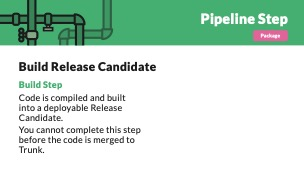 Pipeline Step
Package
Build Release Candidate
Build Step
Code is compiled and built
into a deployable Release
Candidate.
You cannot complete this step
before the code is merged to
Trunk.